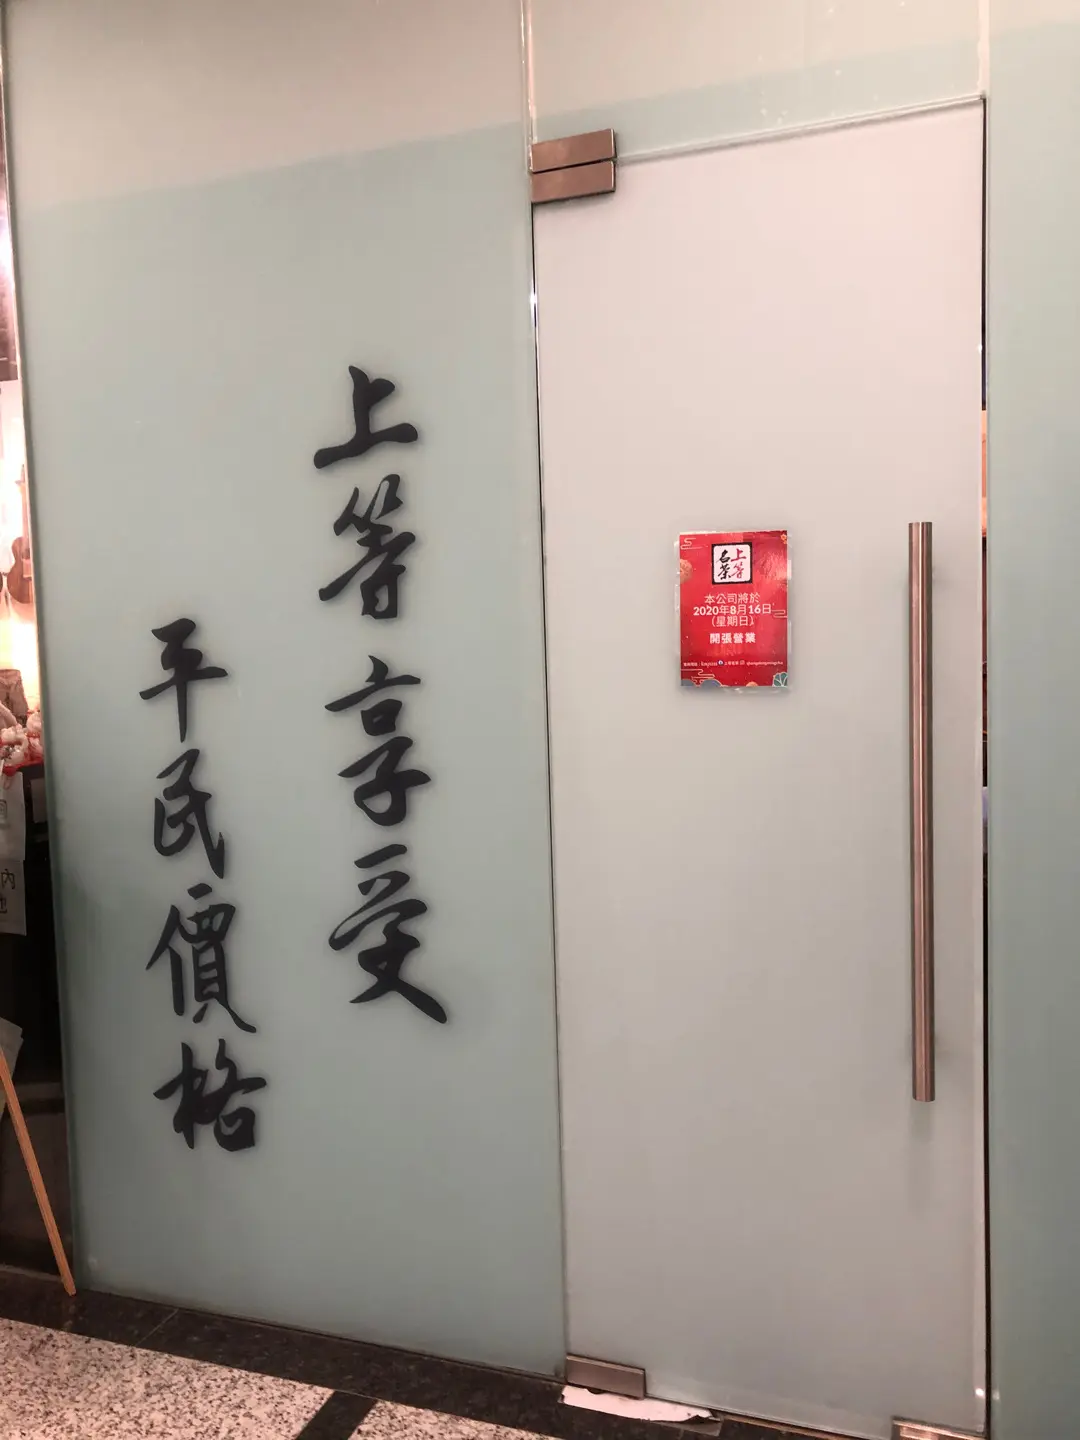 上等享受
平民價格
上等
名茶
本公司將於
2020年8月16日
(星期日)
開張營業
內